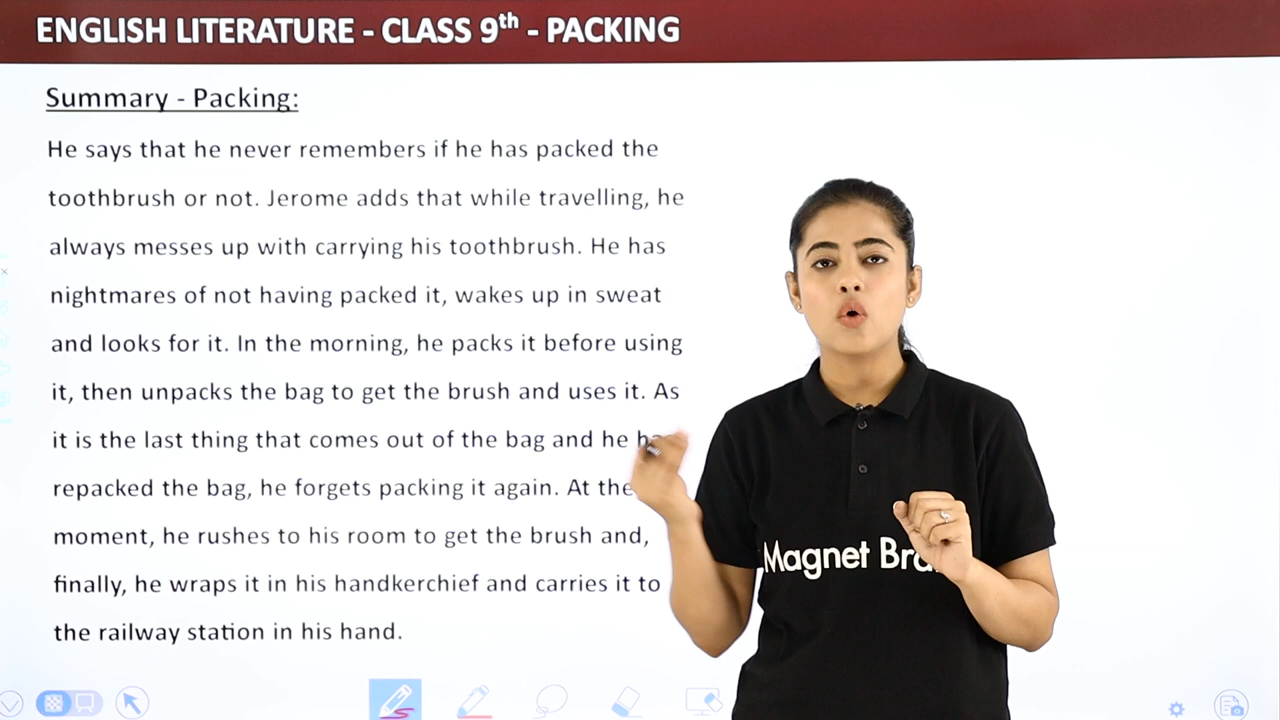 ENGLISH LITERATURE - CLASS 9th - PACKING
Summary - Packing:
He says that he never remembers if he has packed the
toothbrush or not. Jerome adds that while travelling, he
always messes up with carrying his toothbrush. He has
nightmares of not having packed it, wakes up in sweat
and looks for it. In the morning, he packs it before using
it, then unpacks the bag to get the brush and uses it. As
it is the last thing that comes out of the bag and he
repacked the bag, he forgets packing it again. At the
moment, he rushes to his room to get the brush and,
finally, he wraps it in his handkerchief and carries it to
the railway station in his hand.
Magnet